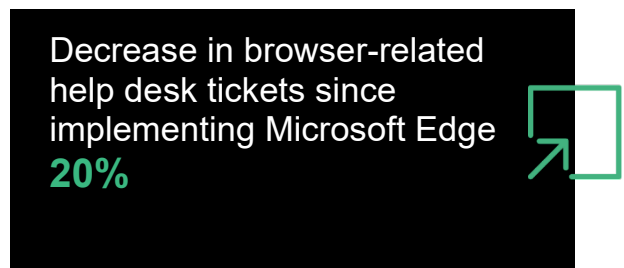 Decrease in browser-related
help desk tickets since
implementing Microsoft Edge
20%